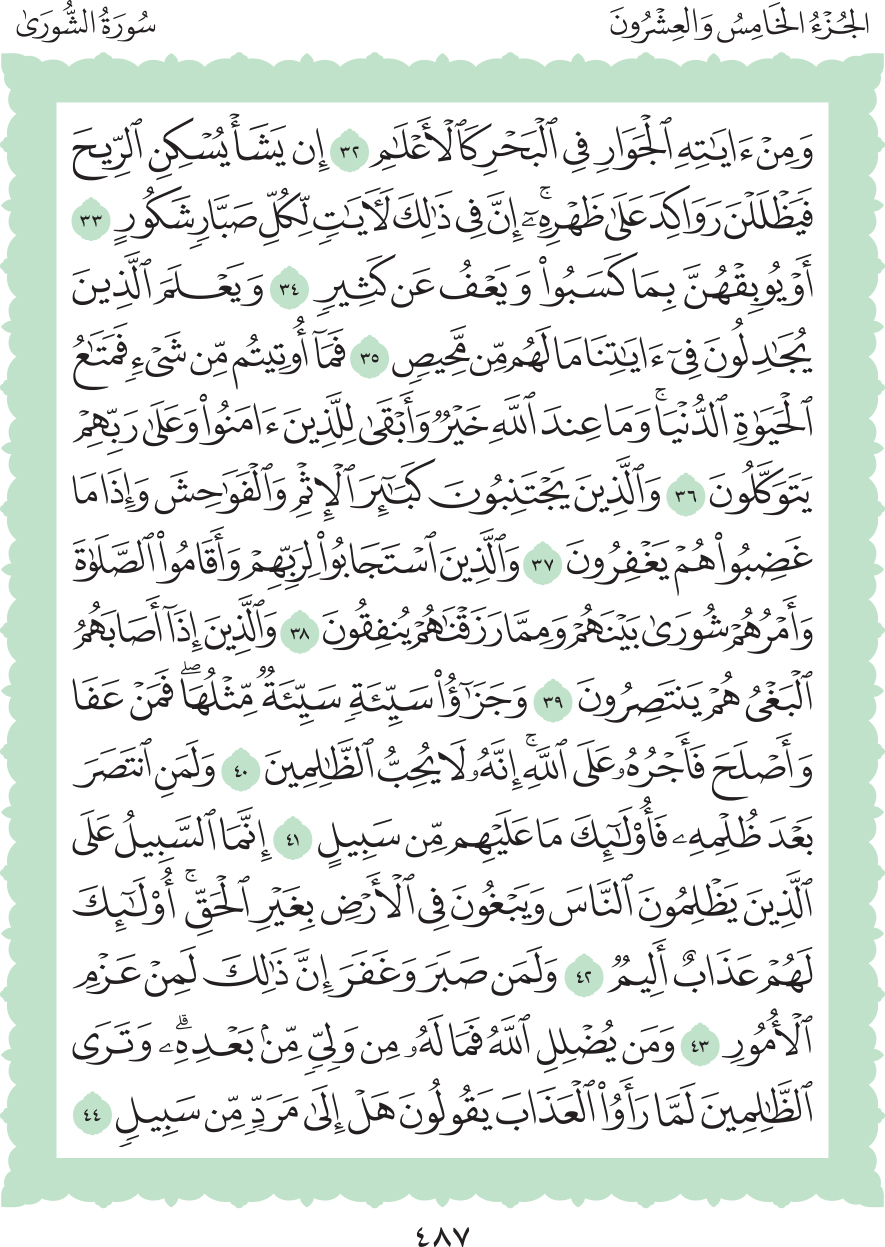 الجُزْءُ الخَامِسُ وَالعِشْرُونَ
سُورَةُ الشُّورَىٰ
وَمِنْ ءَايَٰتِهِ ٱلْجَوَارِ فِي ٱلْبَحْرِ كَٱلْأَعْلَٰمِ ٣٢ إِن يَشَأْ يُسْكِنِ ٱلرِّيحَ
فَيَظْلَلْنَ رَوَاكِدَ عَلَىٰ ظَهْرِهِۦٓۚ إِنَّ فِي ذَٰلِكَ لَأٓيَٰتٖ لِّكُلِّ صَبَّارٖ شَكُورٍ ٣٣
أَوْ يُوبِقْهُنَّ بِمَا كَسَبُوا۟ وَيَعْفُ عَن كَثِيرٖ ٣٤ وَيَعْلَمَ ٱلَّذِينَ
يُجَٰدِلُونَ فِيٓ ءَايَٰتِنَا مَا لَهُم مِّن مَّحِيصٖ ٣٥ فَمَآ أُوتِيتُم مِّن شَيْءٖ فَمَتَٰعُ
ٱلْحَيَوٰةِ ٱلدُّنْيَاۚ وَمَا عِندَ ٱللَّهِ خَيْرٞ وَأَبْقَىٰ لِلَّذِينَ ءَامَنُوا۟ وَعَلَىٰ رَبِّهِمْ
يَتَوَكَّلُونَ ٣٦ وَٱلَّذِينَ يَجْتَنِبُونَ كَبَٰٓئِرَ ٱلْإِثْمِ وَٱلْفَوَٰحِشَ وَإِذَا مَا
غَضِبُوا۟ هُمْ يَغْفِرُونَ ٣٧ وَٱلَّذِينَ ٱسْتَجَابُوا۟ لِرَبِّهِمْ وَأَقَامُوا۟ ٱلصَّلَوٰةَ
وَأَمْرُهُمْ شُورَىٰ بَيْنَهُمْ وَمِمَّا رَزَقْنَٰهُمْ يُنفِقُونَ ٣٨ وَٱلَّذِينَ إِذَآ أَصَابَهُمُ
ٱلْبَغْيُ هُمْ يَنتَصِرُونَ ٣٩ وَجَزَٰٓؤُا۟ سَيِّئَةٖ سَيِّئَةٞ مِّثْلُهَاۖ فَمَنْ عَفَا
وَأَصْلَحَ فَأَجْرُهُۥ عَلَى ٱللَّهِۚ إِنَّهُۥ لَا يُحِبُّ ٱلظَّٰلِمِينَ ٤٠ وَلَمَنِ ٱنتَصَرَ
بَعْدَ ظُلْمِهِۦ فَأُو۟لَٰٓئِكَ مَا عَلَيْهِم مِّن سَبِيلٍ ٤١ إِنَّمَا ٱلسَّبِيلُ عَلَى
ٱلَّذِينَ يَظْلِمُونَ ٱلنَّاسَ وَيَبْغُونَ فِي ٱلْأَرْضِ بِغَيْرِ ٱلْحَقِّۚ أُو۟لَٰٓئِكَ
لَهُمْ عَذَابٌ أَلِيمٞ ٤٢ وَلَمَن صَبَرَ وَغَفَرَ إِنَّ ذَٰلِكَ لَمِنْ عَزْمِ
ٱلْأُمُورِ ٤٣ وَمَن يُضْلِلِ ٱللَّهُ فَمَا لَهُۥ مِن وَلِيّٖ مِّنۢ بَعْدِهِۦۗ وَتَرَى
ٱلظَّٰلِمِينَ لَمَّا رَأَوُا۟ ٱلْعَذَابَ يَقُولُونَ هَلْ إِلَىٰ مَرَدّٖ مِّن سَبِيلٖ ٤٤
٤٨٧